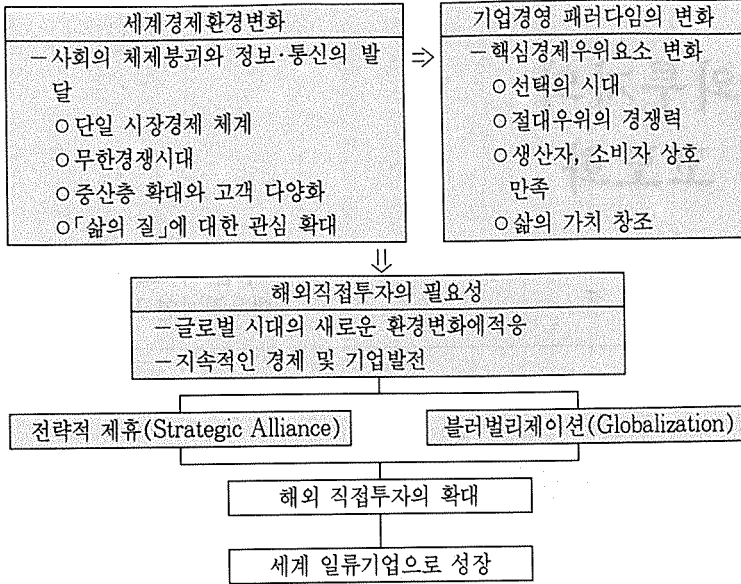 세계경제환경변화
－사회의 체제붕괴와 정보·통신의 발
달
ㅇ단일 시장경제 체계
ㅇ무한경쟁시대
ㅇ중산층 확대와 고객 다양화
ㅇ「삶의 질」에 대한 관심 확대
⇒
기업경영 패러다임의 변화
－핵심경제우위요소 변화
ㅇ선택의 시대
ㅇ절대우위의 경쟁력
ㅇ생산자, 소비자 상호
만족
ㅇ삶의 가치 창조
⇓
해외직접투자의 필요성
－글로벌 시대의 새로운 환경변화에적응
－지속적인 경제 및 기업발전
전략적 제휴(Strategic Alliance)
블러벌리제이션(Globalization)
해외 직접투자의 확대
세계 일류기업으로 성장